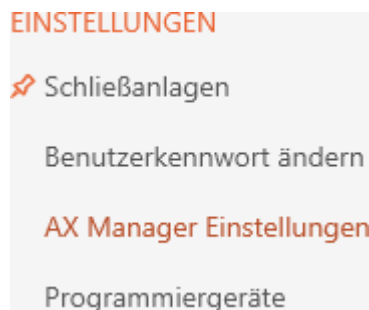 EINSTELLUNGEN
Schließanlagen
Benutzerkennwort ändern
AX Manager Einstellungen
Programmiergeräte